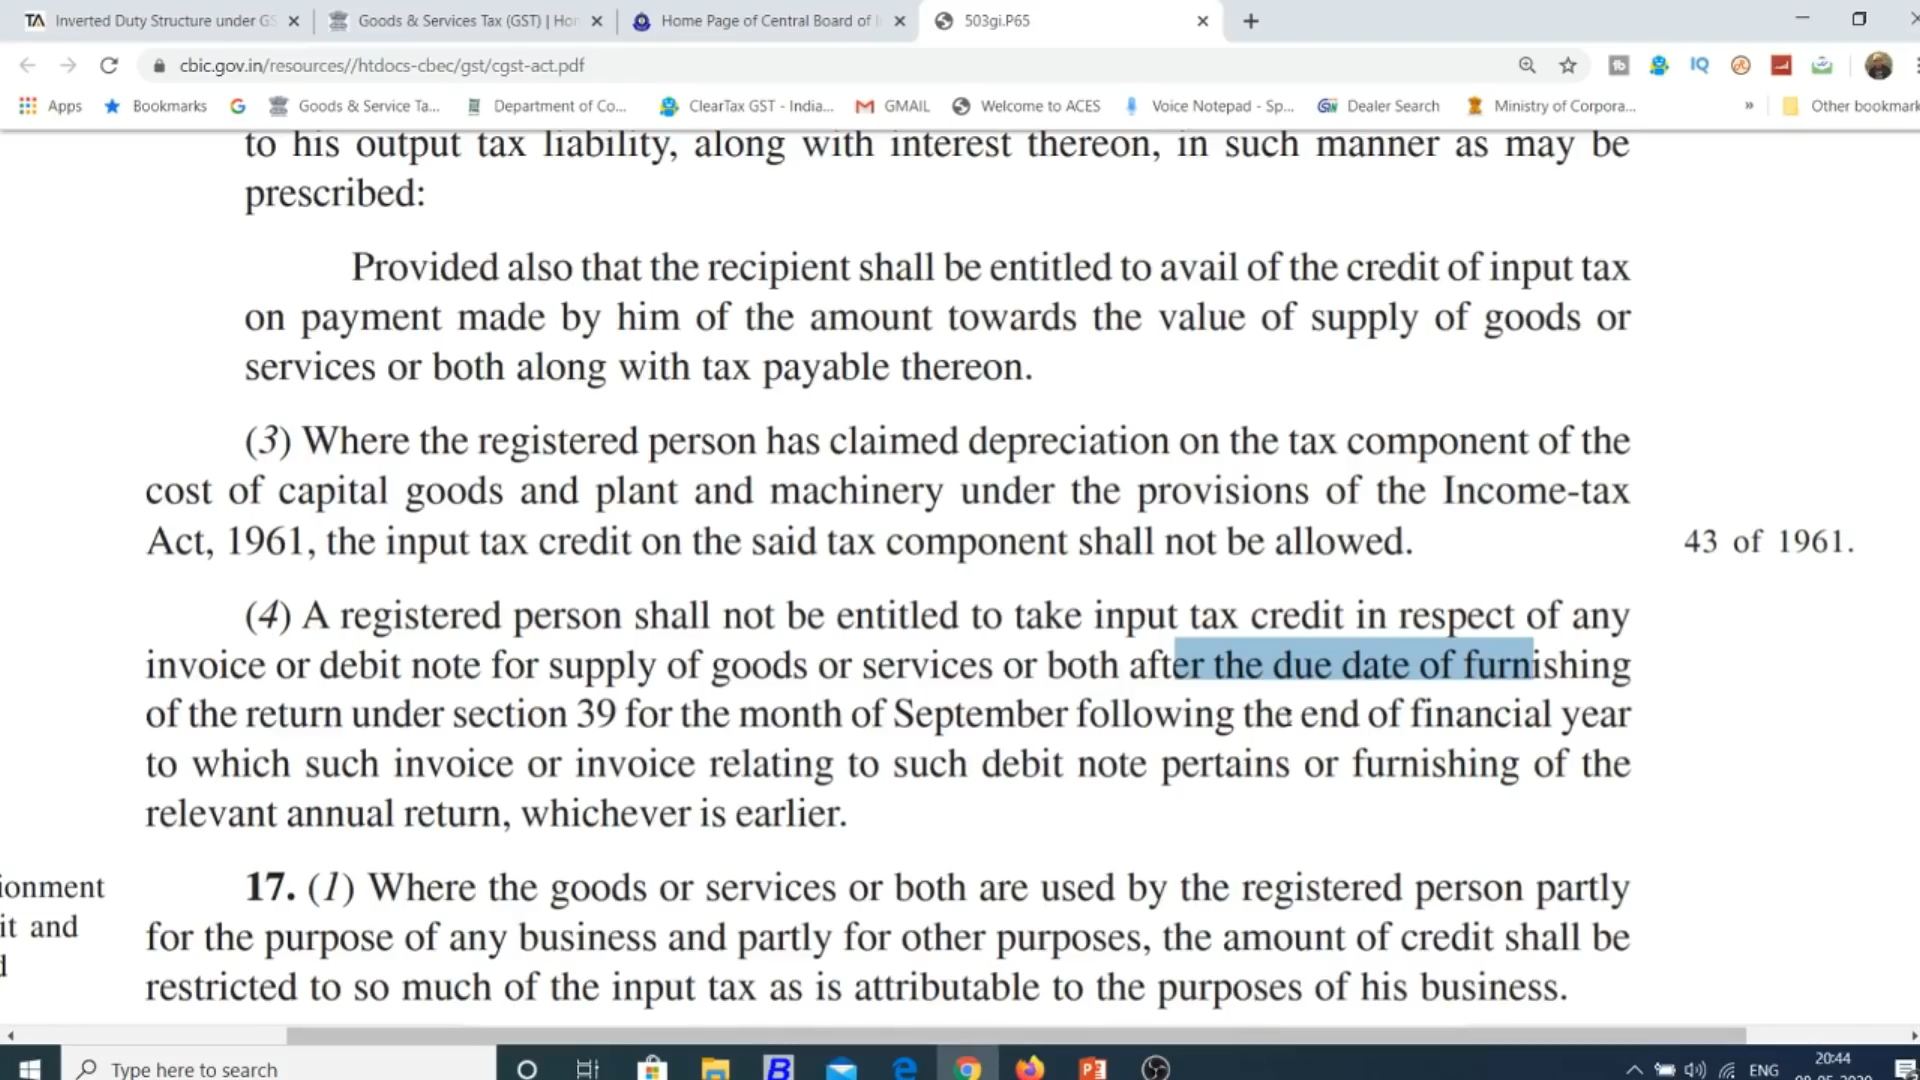 Inverted Duty Structure under GS
Goods & Services Tax (GST) | Hon
Home Page of Central Board of I
503gi.P65
cbic.gov.in/resources//htdocs-cbec/gst/cgst-act.pdf
Apps
Bookmarks
Goods & Service Ta...
Department of Co...
ClearTax GST - India...
GMAIL
Welcome to ACES
Voice Notepad - Sp...
Dealer Search
Ministry of Corpora...
»
Other bookmark
to his output tax liability, along with interest thereon, in such manner as may be
prescribed:
Provided also that the recipient shall be entitled to avail of the credit of input tax
on payment made by him of the amount towards the value of supply of goods or
services or both along with tax payable thereon.
(3) Where the registered person has claimed depreciation on the tax component of the
cost of capital goods and plant and machinery under the provisions of the Income-tax
Act, 1961, the input tax credit on the said tax component shall not be allowed.
43 of 1961.
(4) A registered person shall not be entitled to take input tax credit in respect of any
invoice or debit note for supply of goods or services or both after the due date of furnishing
of the return under section 39 for the month of September following the end of financial year
to which such invoice or invoice relating to such debit note pertains or furnishing of the
relevant annual return, whichever is earlier.
17. (1) Where the goods or services or both are used by the registered person partly
for the purpose of any business and partly for other purposes, the amount of credit shall be
restricted to so much of the input tax as is attributable to the purposes of his business.
ionment
it and
Type here to search
ENG
20:44